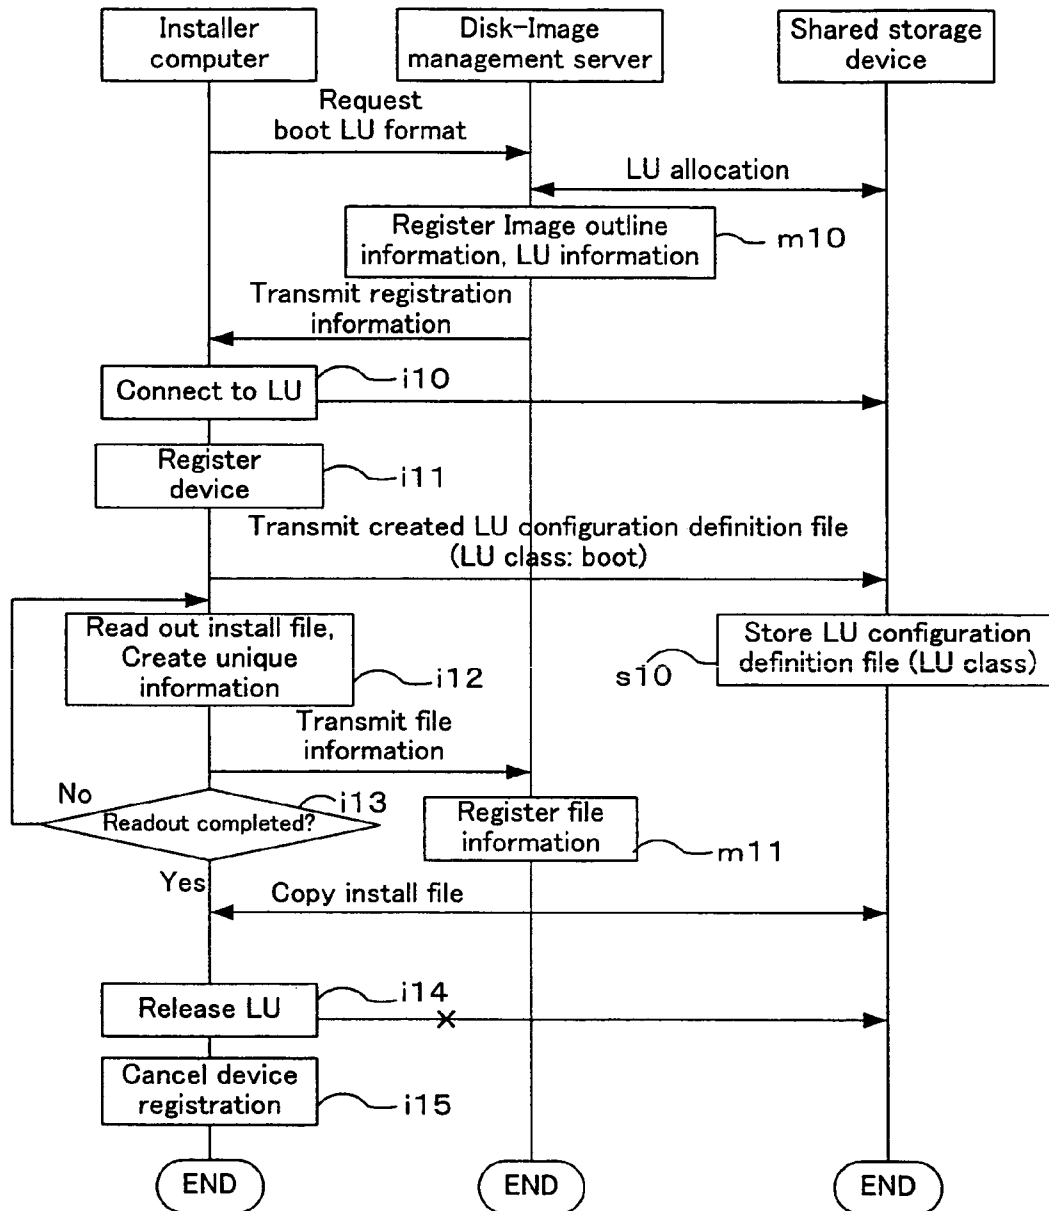 Installer
computer
Disk-Image
management server
Shared storage
device
Request
boot LU format
LU allocation
Register Image outline
information, LU information
m10
Transmit registration
information
Connect to LU
i10
Register
device
i11
Transmit created LU configuration definition file
(LU class: boot)
Read out install file,
Create unique
information
i12
Store LU configuration
definition file (LU class)
s10
Transmit file
information
No
i13
Readout completed?
Register file
information
m11
Yes
Copy install file
Release LU
i14
Cancel device
registration
i15
END
END
END